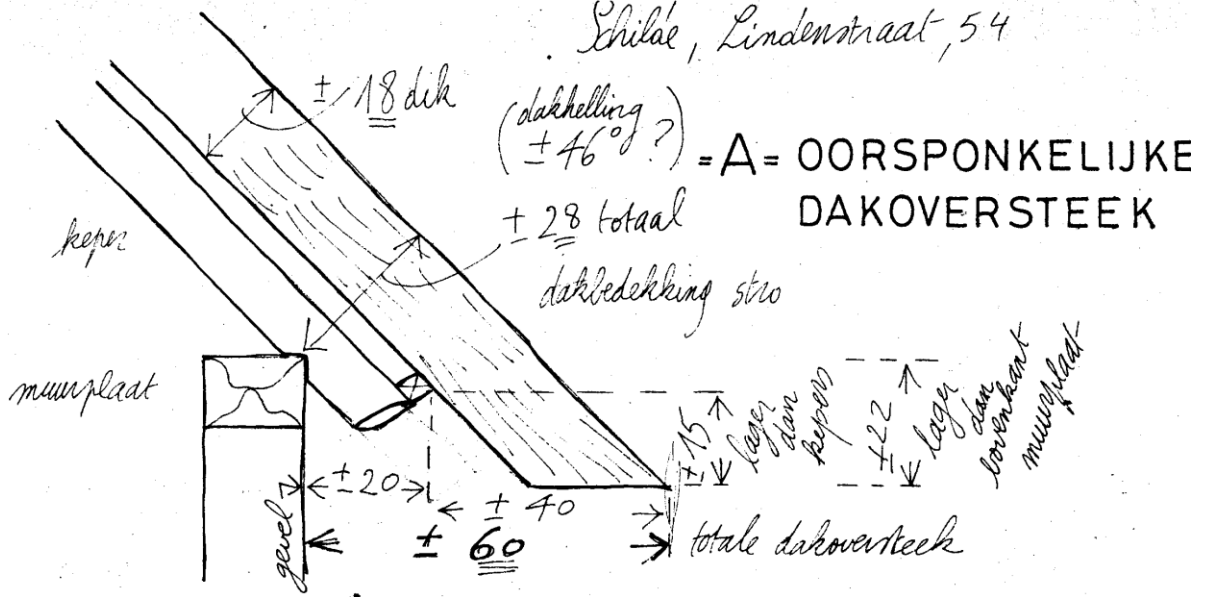 Schilde, Lindenstraat, 54
± 18 dik
(dakhelling
± 46° ?)
= A = OORSPONKELIJKE
DAKOVERSTEEK
± 28 totaal
dakbedekking stro
keper
muurplaat
± 15
lager
dan
kepers
± 22
lager
dan
bovenkant
muurplaat
gevel
± 20
± 40
± 60
totale dakoversteek